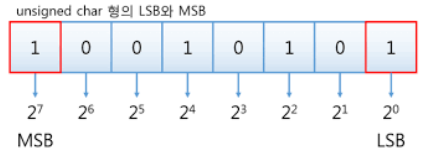 unsigned char 형의 LSB와 MSB
1 0 0 1 0 1 0 1
2⁷ 2⁶ 2⁵ 2⁴ 2³ 2² 2¹ 2⁰
MSB LSB